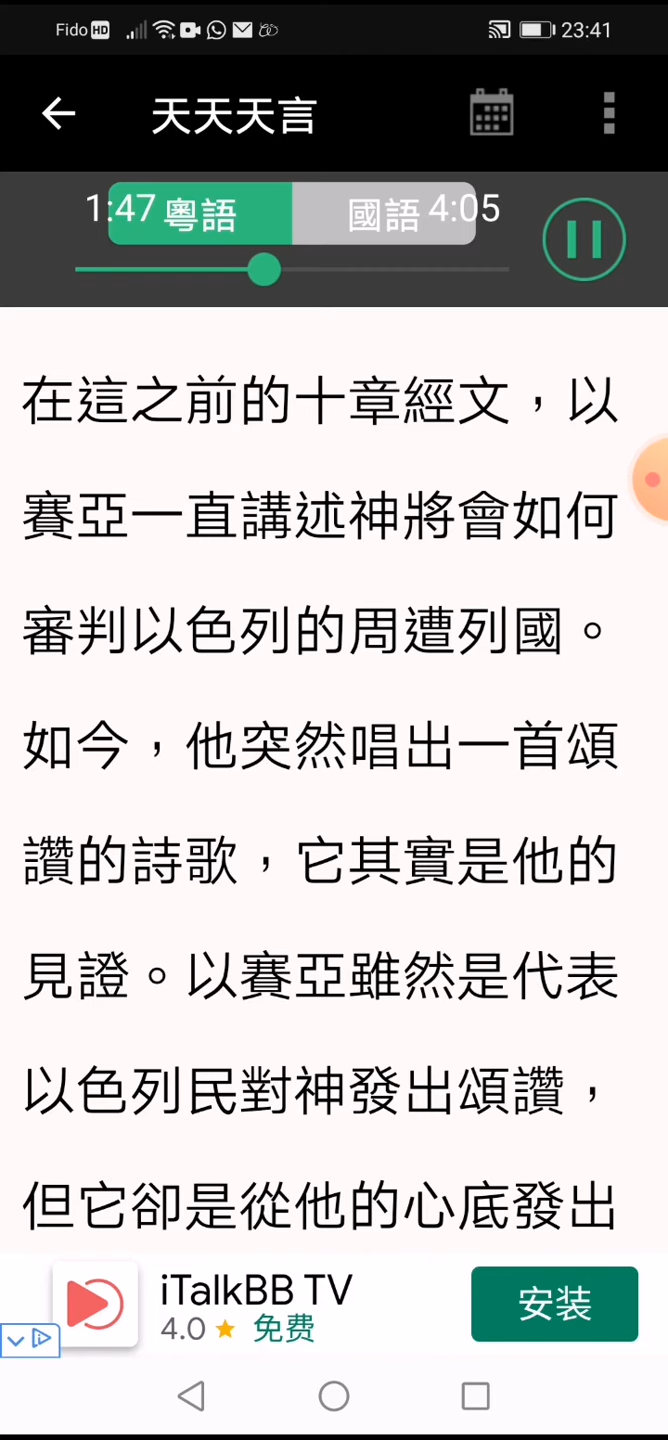 Fido HD 23:41
天天天言
1:47 粵語 國語 4:05
在這之前的十章經文，以
賽亞一直講述神將會如何
審判以色列的周遭列國。
如今，他突然唱出一首頌
讚的詩歌，它其實是他的
見證。以賽亞雖然是代表
以色列民對神發出頌讚，
但它卻是從他的心底發出
iTalkBB TV
4.0 免费
安装